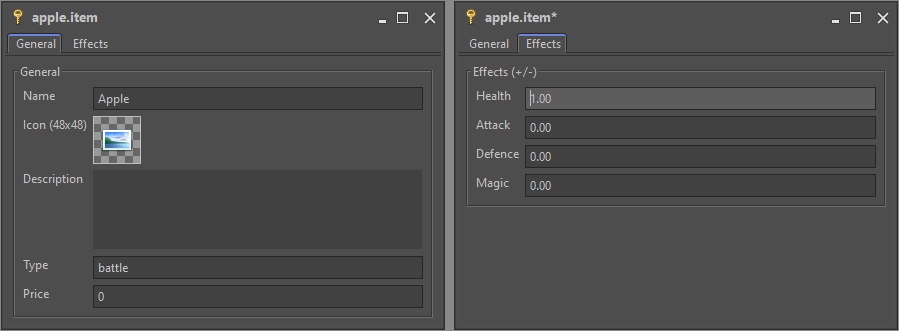 apple.item
General Effects
General
Name Apple
Icon (48x48)
Description
Type battle
Price 0
apple.item*
General Effects
Effects (+/-)
Health 1.00
Attack 0.00
Defence 0.00
Magic 0.00